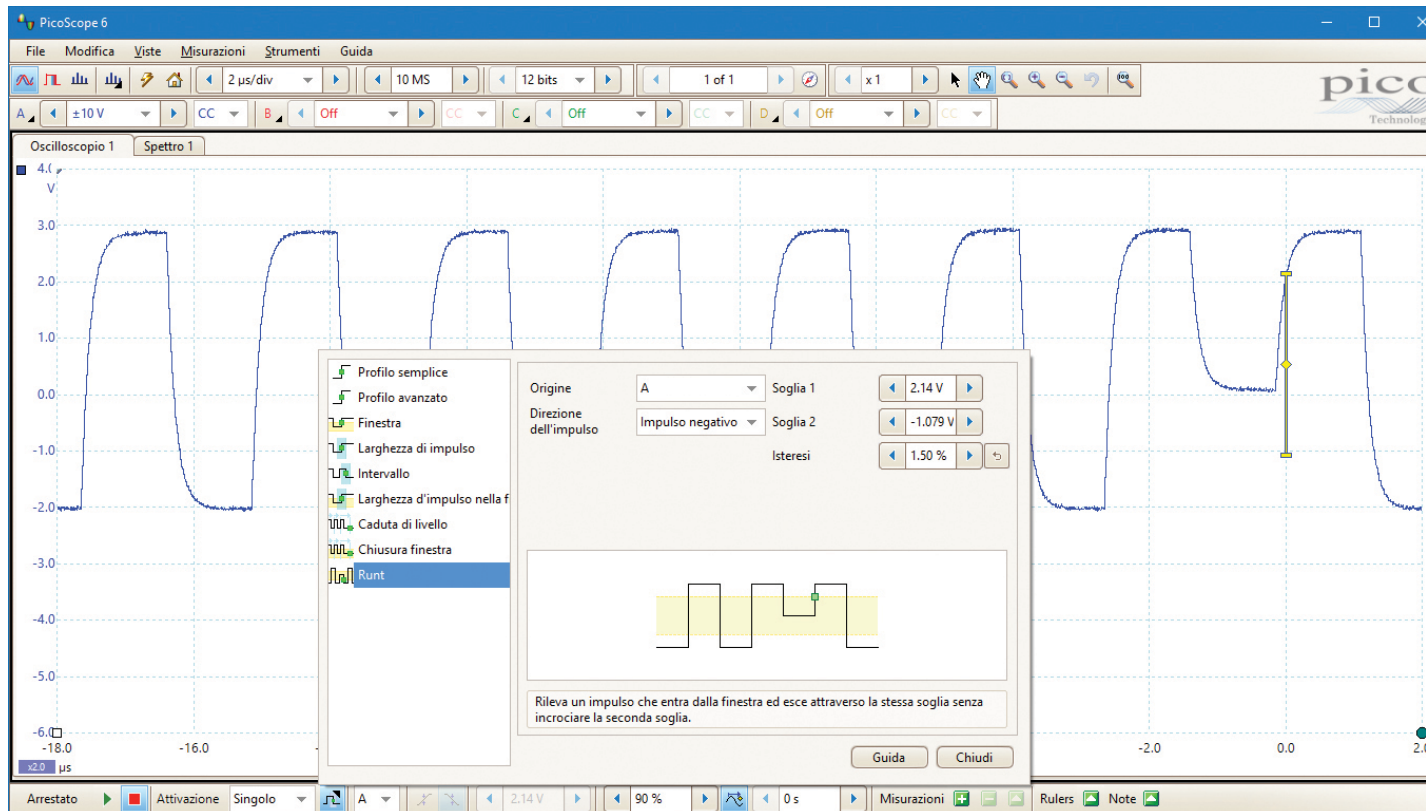 PicoScope 6
File Modifica Viste Misurazioni Strumenti Guida
2 µs/div 10 MS 12 bits 1 of 1 x 1
pico
Technology
A ±10 V CC B Off CC C Off CC D Off CC
Oscilloscopio 1 Spettro 1
4.0
V
3.0
2.0
1.0
0.0
-1.0
-2.0
-3.0
-4.0
-5.0
-6.0
-18.0 -16.0 -2.0 0.0 2.0
x2.0 µs
Profilo semplice
Profilo avanzato
Finestra
Larghezza di impulso
Intervallo
Larghezza d'impulso nella f
Caduta di livello
Chiusura finestra
Runt
Origine A Soglia 1 2.14 V
Direzione
dell'impulso Impulso negativo Soglia 2 -1.079 V
Isteresi 1.50 %
Rileva un impulso che entra dalla finestra ed esce attraverso la stessa soglia senza
incrociare la seconda soglia.
Guida Chiudi
Arrestato Attivazione Singolo A 2.14 V 90 % 0 s Misurazioni Rulers Note